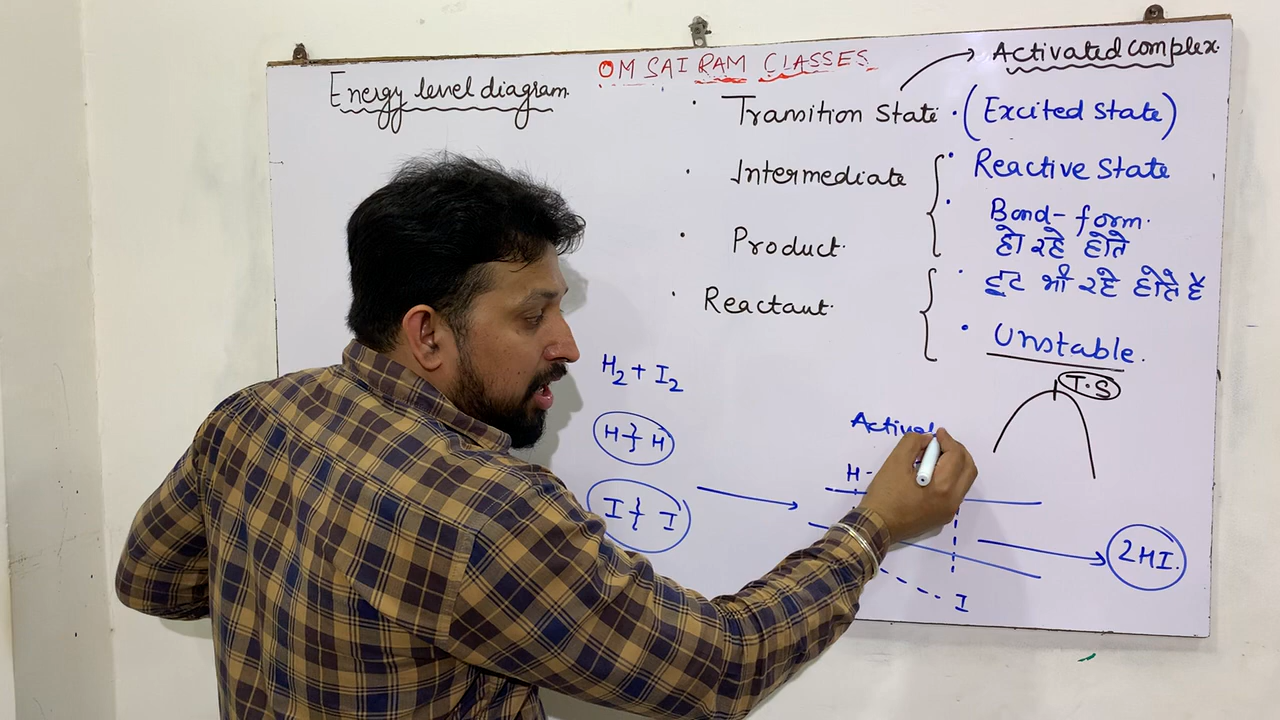 OM SAI RAM CLASSES
Activated complex.
Energy level diagram
Transition State · (Excited State)
Intermediate
Reactive State
Bond- form.
हो रहे होते
Product.
टूट भी रहे होते हैं
Reactant.
Unstable.
T.S
H2 + I2
H H
I I
H
I
2HI.